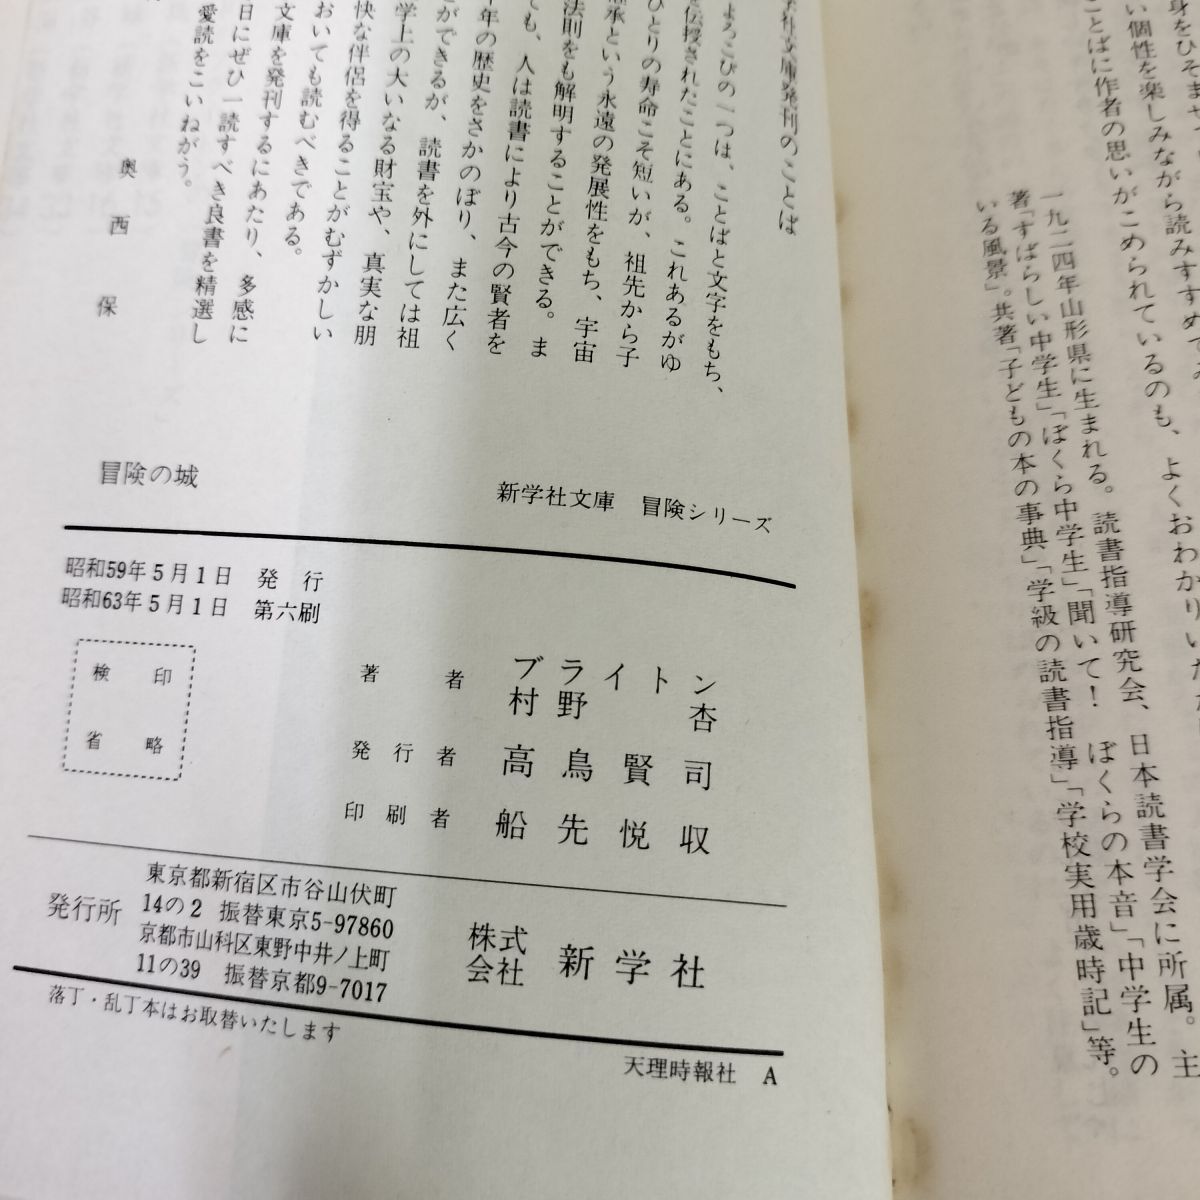 身をひそませ
い個性を楽しみながら読みすすめてみ
ことばに作者の思いがこめられているのも、よくおわかりいただ
一九二四年山形県に生まれる。読書指導研究会、日本読書学会に所属。主
著「すばらしい中学生」「ぼくら中学生」「聞いて！ ぼくらの本音」「中学生の
いる風景」。共著「子どもの本の事典」「学級の読書指導」「学校実用歳時記」等。
学社文庫発刊のことば
よろこびの一つは、ことばと文字をもち、
を伝授されたことにある。これあるがゆ
ひとりの寿命こそ短いが、祖先から子
継承という永遠の発展性をもち、宇宙
法則をも解明することができる。ま
ても、人は読書により古今の賢者を
年の歴史をさかのぼり、また広く
とができるが、読書を外にしては祖
学上の大いなる財宝や、真実な朋
快な伴侶を得ることがむずかしい
おいても読むべきである。
文庫を発刊するにあたり、多感に
日にぜひ一読すべき良書を精選し
愛読をこいねがう。
奥西保
冒険の城
新学社文庫 冒険シリーズ
昭和59年5月1日 発行
昭和63年5月1日 第六刷
検印
省略
著者 ブライトン
村野杏
発行者 高鳥賢司
印刷者 船先悦収
発行所
東京都新宿区市谷山伏町
14の2 振替東京5-97860
京都市山科区東野中井ノ上町
11の39 振替京都9-7017
株式
会社 新学社
落丁・乱丁本はお取替いたします
天理時報社 A